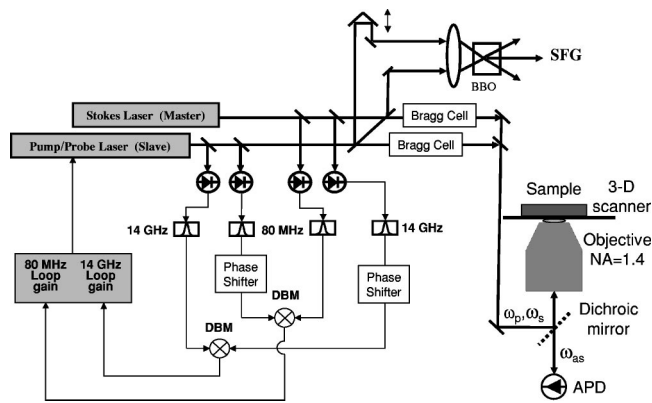 SFG
BBO
Stokes Laser (Master)
Bragg Cell
Pump/Probe Laser (Slave)
Bragg Cell
Sample
3-D
scanner
14 GHz
80 MHz
14 GHz
Objective
NA=1.4
80 MHz
Loop
gain
14 GHz
Loop
gain
Phase
Shifter
Phase
Shifter
DBM
DBM
ωp,ωs
Dichroic
mirror
ωas
APD